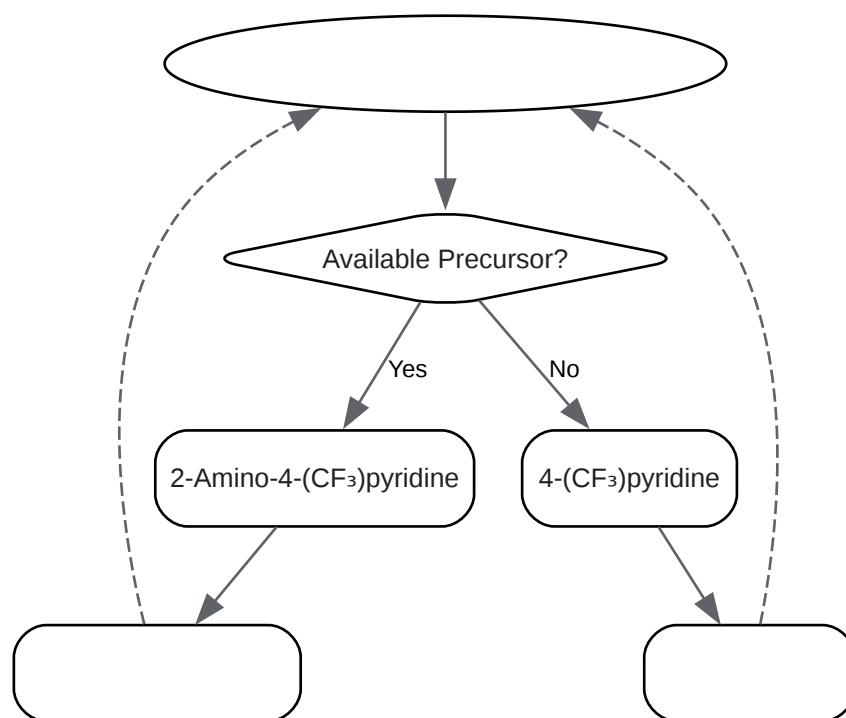 Available Precursor?
Yes
No
2-Amino-4-(CF₃)pyridine
4-(CF₃)pyridine